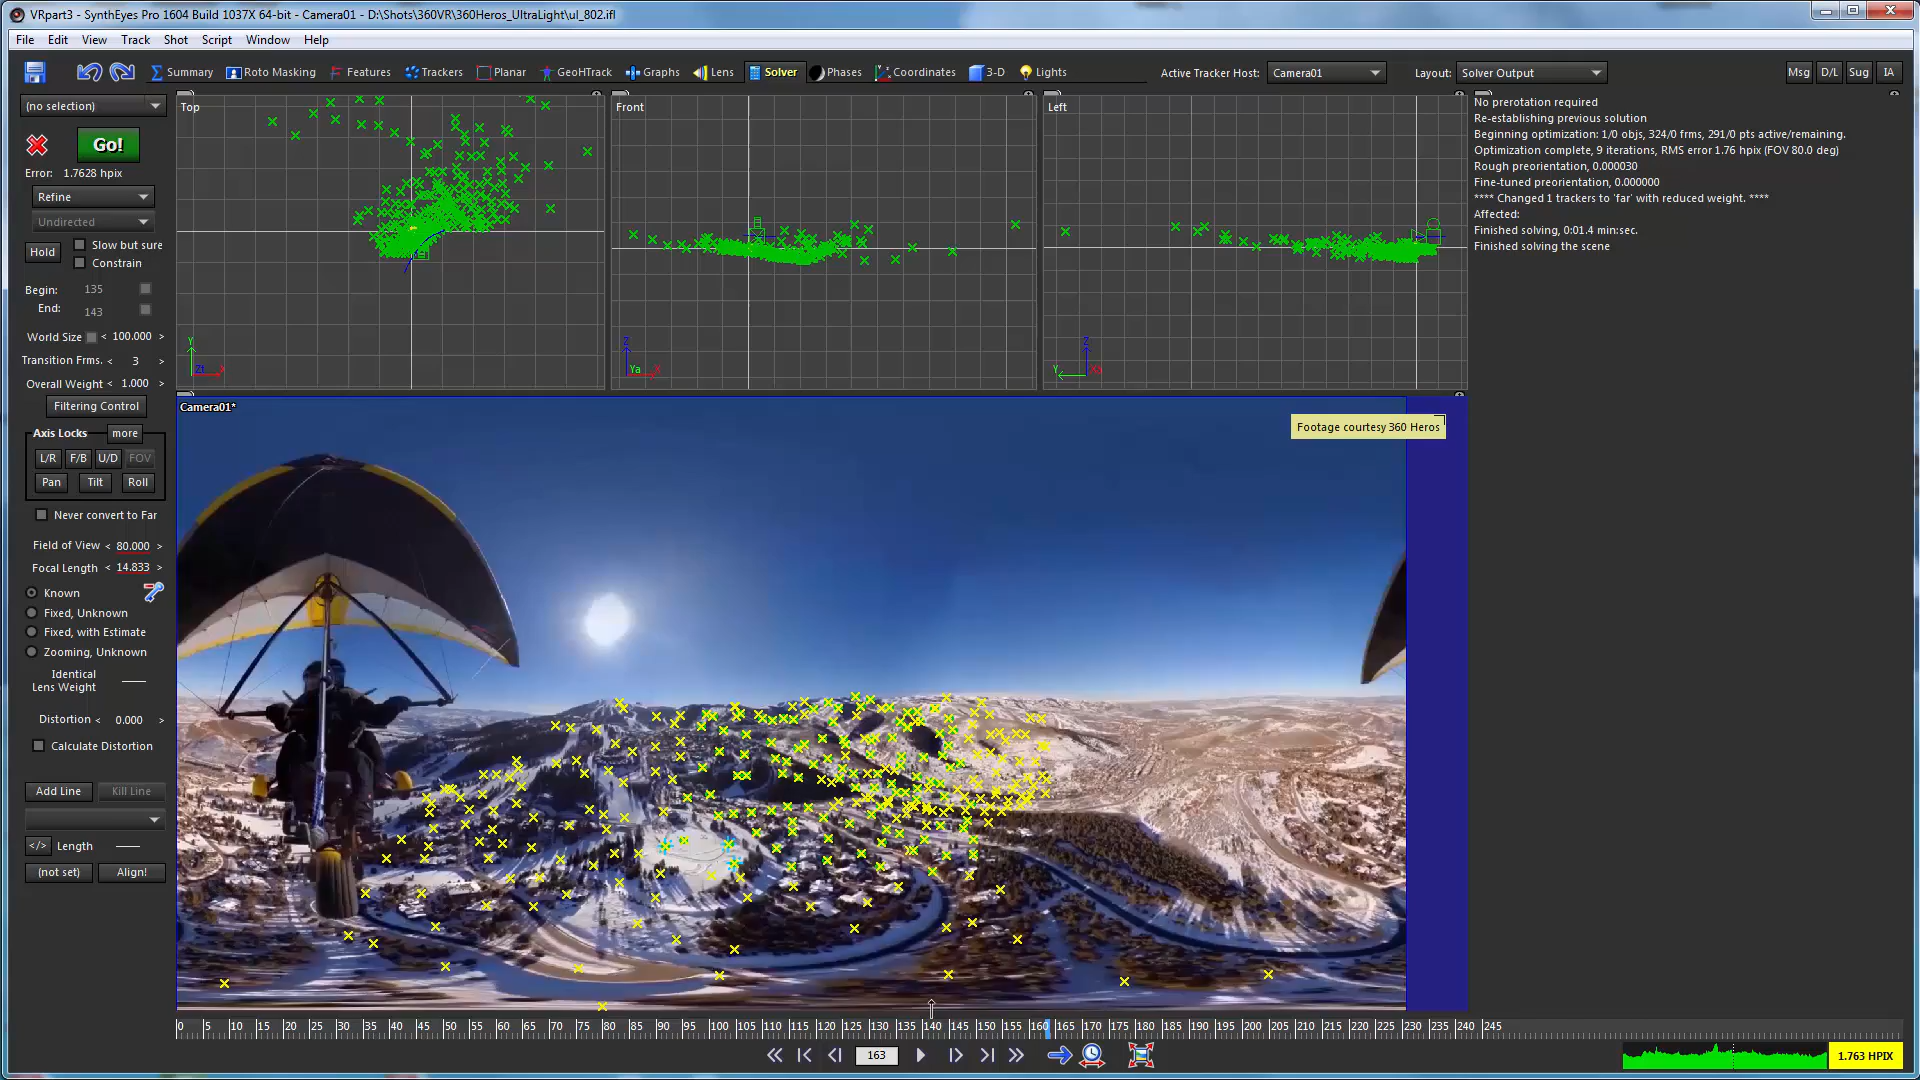 VRpart3 - SynthEyes Pro 1604 Build 1037X 64-bit - Camera01 - D:\Shots\360VR\360Heros_UltraLight\ul_802.ifl
File Edit View Track Shot Script Window Help
Summary Roto Masking Features Trackers Planar GeoHTrack Graphs Lens Solver Phases Coordinates 3-D Lights Active Tracker Host: Camera01 Layout: Solver Output Msg D/L Sug IA
(no selection)
Go!
Error: 1.7628 hpix
Refine
Undirected
Hold Slow but sure
Constrain
Begin: 135
End: 143
World Size < 100.000 >
Transition Frms. < 3 >
Overall Weight < 1.000 >
Filtering Control
Axis Locks more
L/R F/B U/D FOV
Pan Tilt Roll
Never convert to Far
Field of View < 80.000 >
Focal Length < 14.833 >
Known
Fixed, Unknown
Fixed, with Estimate
Zooming, Unknown
Identical
Lens Weight
Distortion < 0.000 >
Calculate Distortion
Add Line Kill Line
</> Length
(not set) Align!
Top
Y
Zt X
Front
Z
Ya X
Left
Z
Y Xa
No prerotation required
Re-establishing previous solution
Beginning optimization: 1/0 objs, 324/0 frms, 291/0 pts active/remaining.
Optimization complete, 9 iterations, RMS error 1.76 hpix (FOV 80.0 deg)
Rough preorientation, 0.000030
Fine-tuned preorientation, 0.000000
**** Changed 1 trackers to 'far' with reduced weight. ****
Affected:
Finished solving, 0:01.4 min:sec.
Finished solving the scene
Camera01*
Footage courtesy 360 Heros
0 5 10 15 20 25 30 35 40 45 50 55 60 65 70 75 80 85 90 95 100 105 110 115 120 125 130 135 140 145 150 155 160 165 170 175 180 185 190 195 200 205 210 215 220 225 230 235 240 245
163
1.763 HPIX